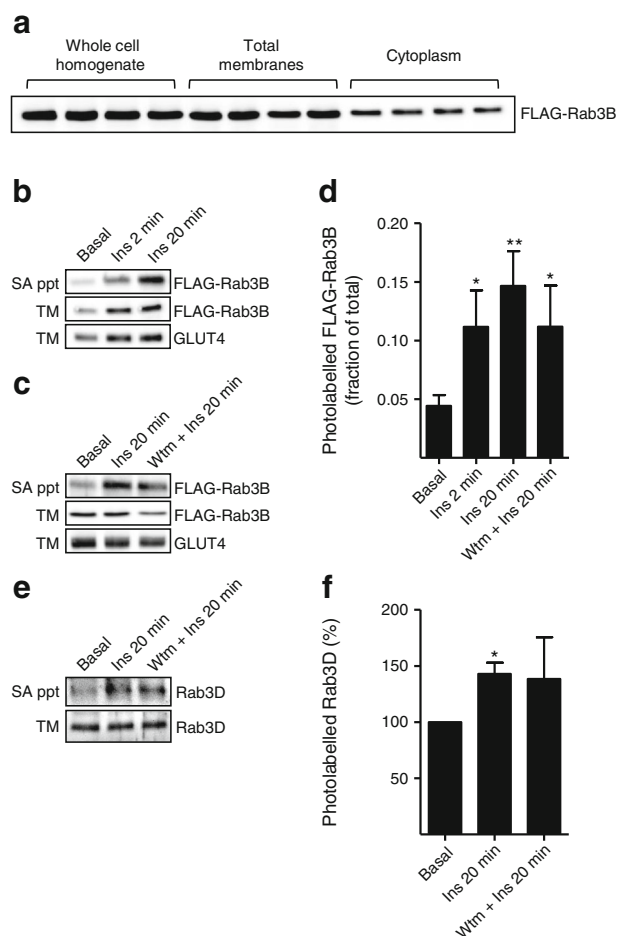 a
Whole cell
homogenate
Total
membranes
Cytoplasm
FLAG-Rab3B
b
Basal
Ins 2 min
Ins 20 min
SA ppt
FLAG-Rab3B
TM
FLAG-Rab3B
TM
GLUT4
c
Basal
Ins 20 min
Wtm + Ins 20 min
SA ppt
FLAG-Rab3B
TM
FLAG-Rab3B
TM
GLUT4
d
Photolabelled FLAG-Rab3B
(fraction of total)
0.20
0.15
0.10
0.05
*
**
*
Basal
Ins 2 min
Ins 20 min
Wtm + Ins 20 min
e
Basal
Ins 20 min
Wtm + Ins 20 min
SA ppt
Rab3D
TM
Rab3D
f
Photolabelled Rab3D (%)
200
150
100
50
*
Basal
Ins 20 min
Wtm + Ins 20 min